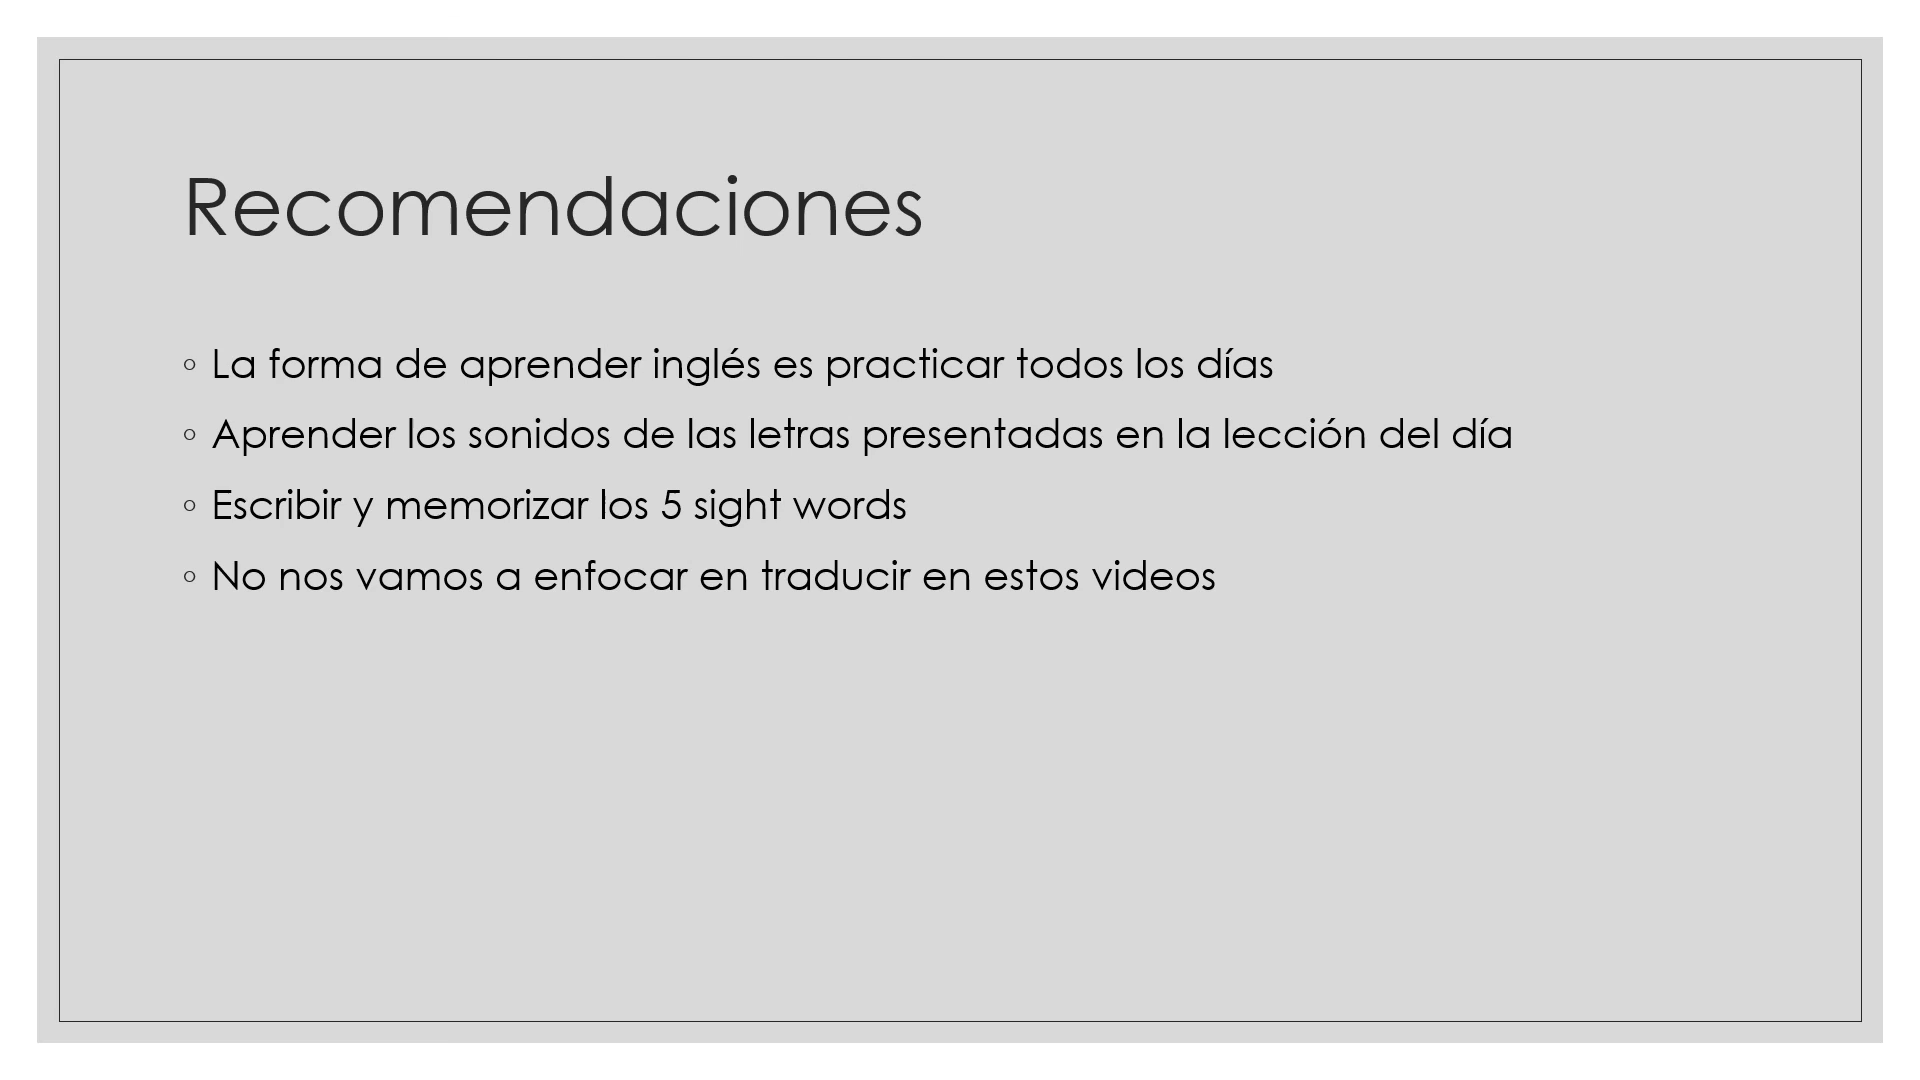 Recomendaciones
◦ La forma de aprender inglés es practicar todos los días
◦ Aprender los sonidos de las letras presentadas en la lección del día
◦ Escribir y memorizar los 5 sight words
◦ No nos vamos a enfocar en traducir en estos videos